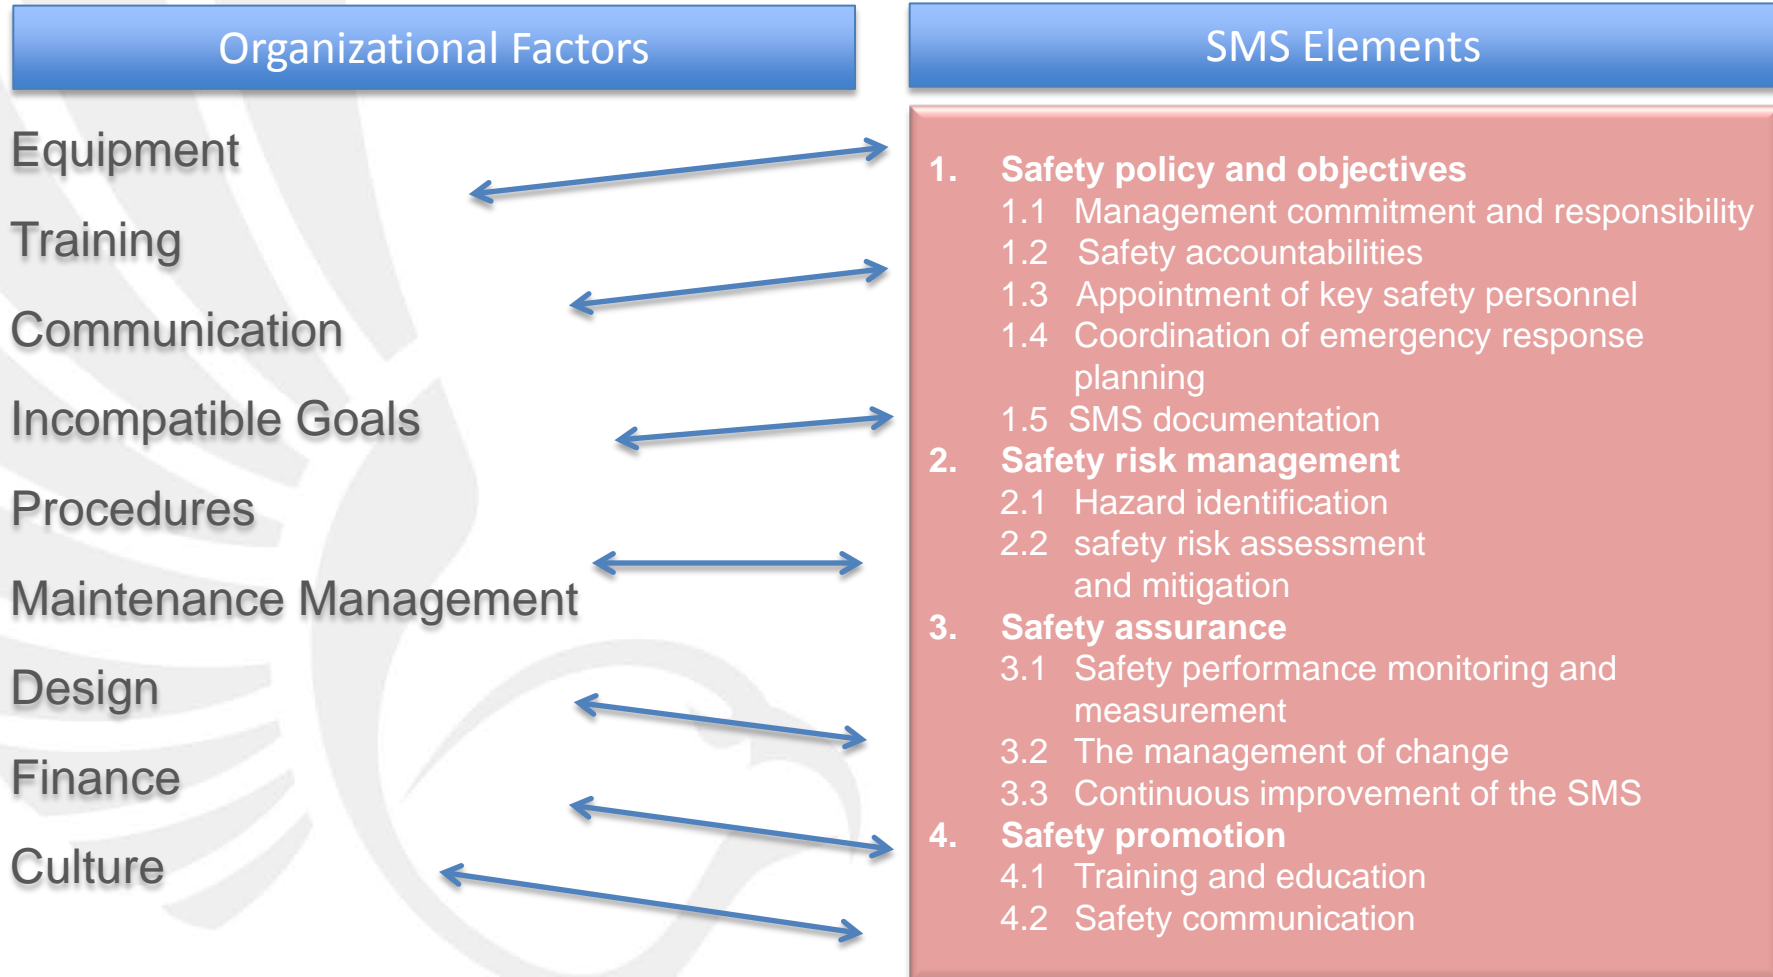 Organizational Factors
Equipment
Training
Communication
Incompatible Goals
Procedures
Maintenance Management
Design
Finance
Culture
SMS Elements
1. Safety policy and objectives
1.1 Management commitment and responsibility
1.2 Safety accountabilities
1.3 Appointment of key safety personnel
1.4 Coordination of emergency response
planning
1.5 SMS documentation
2. Safety risk management
2.1 Hazard identification
2.2 safety risk assessment
and mitigation
3. Safety assurance
3.1 Safety performance monitoring and
measurement
3.2 The management of change
3.3 Continuous improvement of the SMS
4. Safety promotion
4.1 Training and education
4.2 Safety communication